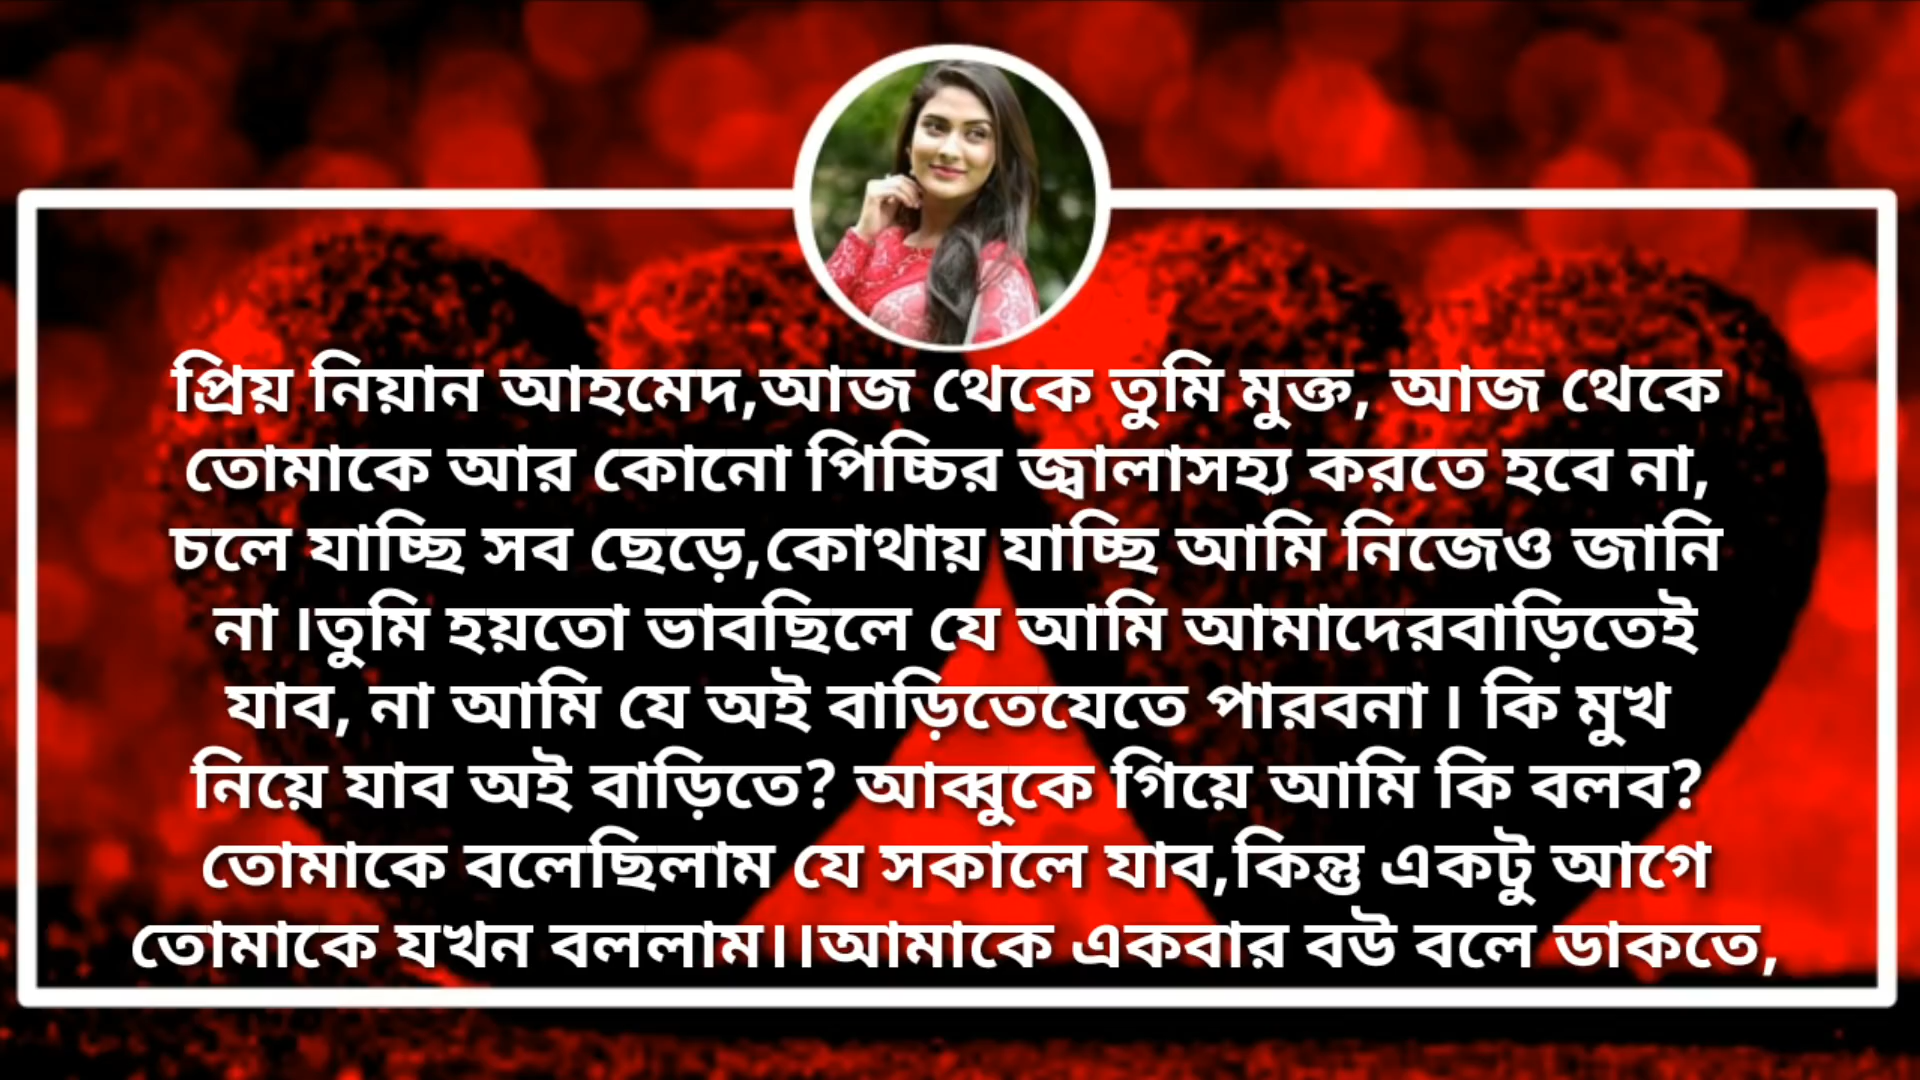 প্রিয় নিয়ান আহমেদ,আজ থেকে তুমি মুক্ত, আজ থেকে
তোমাকে আর কোনো পিচ্চির জ্বালাসহ্য করতে হবে না,
চলে যাচ্ছি সব ছেড়ে,কোথায় যাচ্ছি আমি নিজেও জানি
না ।তুমি হয়তো ভাবছিলে যে আমি আমাদেরবাড়িতেই
যাব, না আমি যে অই বাড়িতেযেতে পারবনা । কি মুখ
নিয়ে যাব অই বাড়িতে? আব্বুকে গিয়ে আমি কি বলব?
তোমাকে বলেছিলাম যে সকালে যাব,কিন্তু একটু আগে
তোমাকে যখন বললাম।।আমাকে একবার বউ বলে ডাকতে,